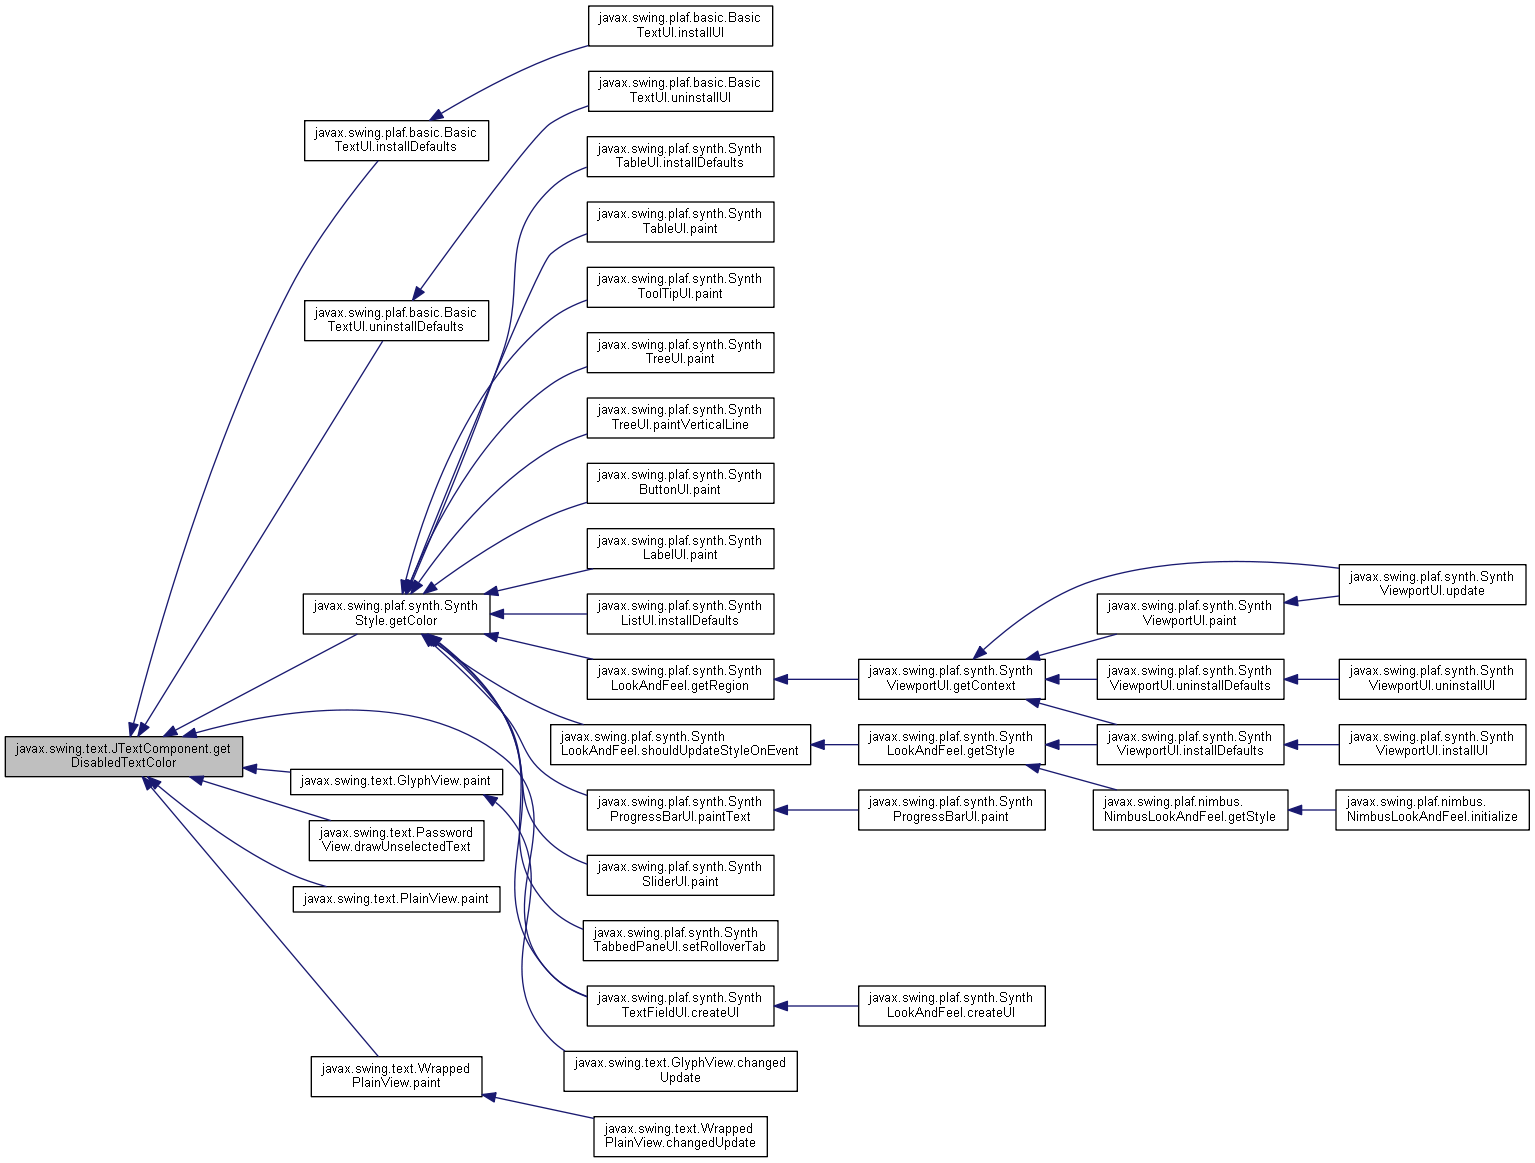 javax.swing.plaf.basic.Basic
TextUI.installUI
javax.swing.plaf.basic.Basic
TextUI.uninstallUI
javax.swing.plaf.basic.Basic
TextUI.installDefaults
javax.swing.plaf.synth.Synth
TableUI.installDefaults
javax.swing.plaf.synth.Synth
TableUI.paint
javax.swing.plaf.synth.Synth
ToolTipUI.paint
javax.swing.plaf.basic.Basic
TextUI.uninstallDefaults
javax.swing.plaf.synth.Synth
TreeUI.paint
javax.swing.plaf.synth.Synth
TreeUI.paintVerticalLine
javax.swing.plaf.synth.Synth
ButtonUI.paint
javax.swing.plaf.synth.Synth
LabelUI.paint
javax.swing.plaf.synth.Synth
ViewportUI.update
javax.swing.plaf.synth.Synth
Style.getColor
javax.swing.plaf.synth.Synth
ListUI.installDefaults
javax.swing.plaf.synth.Synth
ViewportUI.paint
javax.swing.plaf.synth.Synth
LookAndFeel.getRegion
javax.swing.plaf.synth.Synth
ViewportUI.getContext
javax.swing.plaf.synth.Synth
ViewportUI.uninstallDefaults
javax.swing.plaf.synth.Synth
ViewportUI.uninstallUI
javax.swing.plaf.synth.Synth
LookAndFeel.shouldUpdateStyleOnEvent
javax.swing.plaf.synth.Synth
LookAndFeel.getStyle
javax.swing.plaf.synth.Synth
ViewportUI.installDefaults
javax.swing.plaf.synth.Synth
ViewportUI.installUI
javax.swing.text.JTextComponent.get
DisabledTextColor
javax.swing.text.GlyphView.paint
javax.swing.plaf.synth.Synth
ProgressBarUI.paintText
javax.swing.plaf.synth.Synth
ProgressBarUI.paint
javax.swing.plaf.nimbus.
NimbusLookAndFeel.getStyle
javax.swing.plaf.nimbus.
NimbusLookAndFeel.initialize
javax.swing.text.Password
View.drawUnselectedText
javax.swing.plaf.synth.Synth
SliderUI.paint
javax.swing.text.PlainView.paint
javax.swing.plaf.synth.Synth
TabbedPaneUI.setRolloverTab
javax.swing.plaf.synth.Synth
TextFieldUI.createUI
javax.swing.plaf.synth.Synth
LookAndFeel.createUI
javax.swing.text.GlyphView.changed
Update
javax.swing.text.Wrapped
PlainView.paint
javax.swing.text.Wrapped
PlainView.changedUpdate